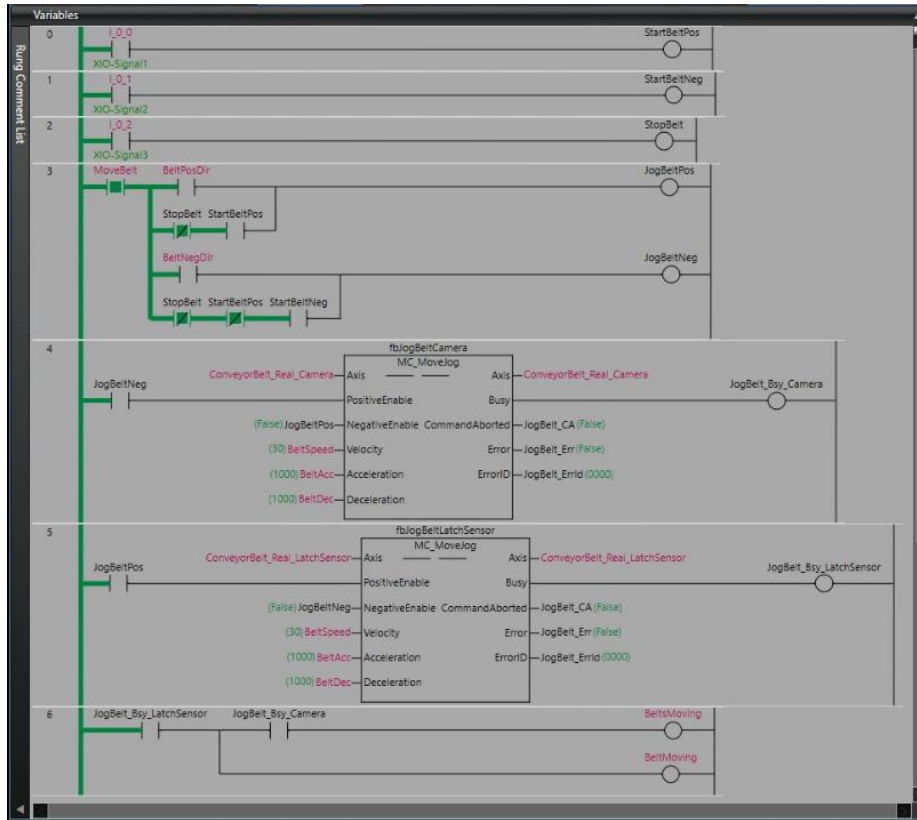 Variables
Rung Comment List
0
I_0_0
StartBeltPos
XIO-Signal1
1
I_0_1
StartBeltNeg
XIO-Signal2
2
I_0_2
StopBelt
XIO-Signal3
3
MoveBelt BeltPosDir
JogBeltPos
StopBelt StartBeltPos
BeltNegDir
JogBeltNeg
StopBelt StartBeltPos StartBeltNeg
4
fbJogBeltCamera
MC_MoveJog
ConveyorBelt_Real_Camera Axis Axis ConveyorBelt_Real_Camera
JogBeltNeg
JogBelt_Bsy_Camera
PositiveEnable Busy
(False) JogBeltPos NegativeEnable CommandAborted JogBelt_CA (False)
(30) BeltSpeed Velocity Error JogBelt_Err (False)
(1000) BeltAcc Acceleration ErrorID JogBelt_ErrId (0000)
(1000) BeltDec Deceleration
5
fbJogBeltLatchSensor
MC_MoveJog
ConveyorBelt_Real_LatchSensor Axis Axis ConveyorBelt_Real_LatchSensor
JogBeltPos
JogBelt_Bsy_LatchSensor
PositiveEnable Busy
(False) JogBeltNeg NegativeEnable CommandAborted JogBelt_CA (False)
(30) BeltSpeed Velocity Error JogBelt_Err (False)
(1000) BeltAcc Acceleration ErrorID JogBelt_ErrId (0000)
(1000) BeltDec Deceleration
6
JogBelt_Bsy_LatchSensor JogBelt_Bsy_Camera
BeltsMoving
BeltMoving